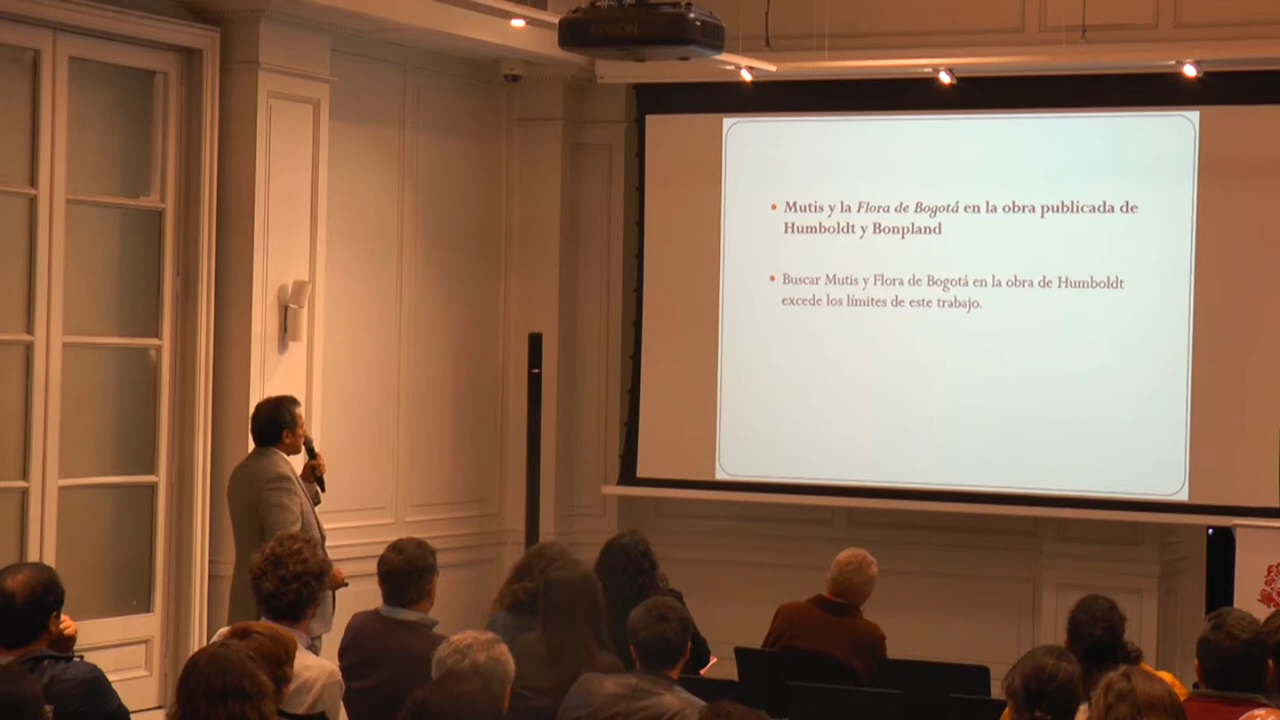 • Mutis y la Flora de Bogotá en la obra publicada de
Humboldt y Bonpland
• Buscar Mutis y Flora de Bogotá en la obra de Humboldt
excede los límites de este trabajo.